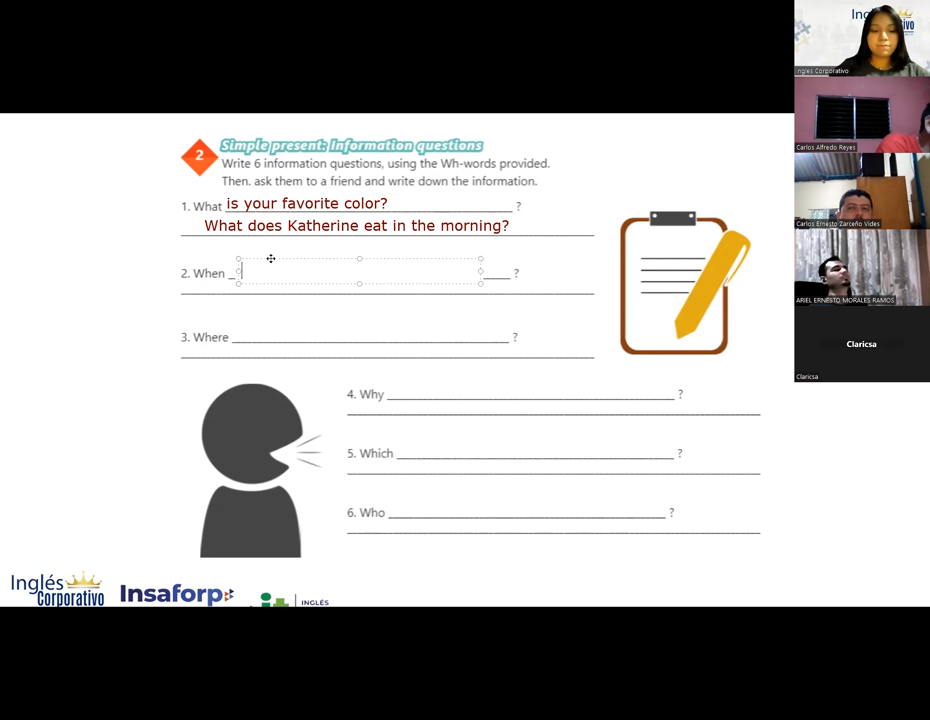 2
Simple present: Information questions
Write 6 information questions, using the Wh-words provided.
Then. ask them to a friend and write down the information.
1. What is your favorite color? ?
What does Katherine eat in the morning?
2. When ?
3. Where ?
4. Why ?
5. Which ?
6. Who ?
Inglés
Corporativo
Insaforp
INGLÉS
Ingles Corporativo
Carlos Alfredo Reyes
Carlos Ernesto Zarceño Vides
ARIEL ERNESTO MORALES RAMOS
Claricsa
Claricsa